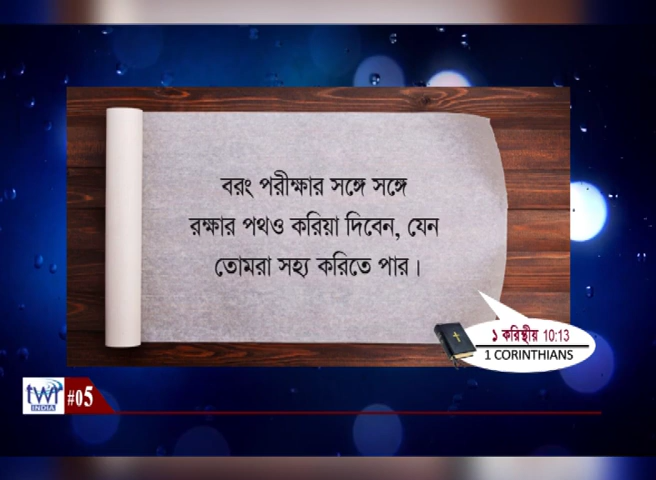 বরং পরীক্ষার সঙ্গে সঙ্গে
রক্ষার পথও করিয়া দিবেন, যেন
তোমরা সহ্য করিতে পার।
১ করিন্থীয় 10:13
1 CORINTHIANS
twr
INDIA
#05